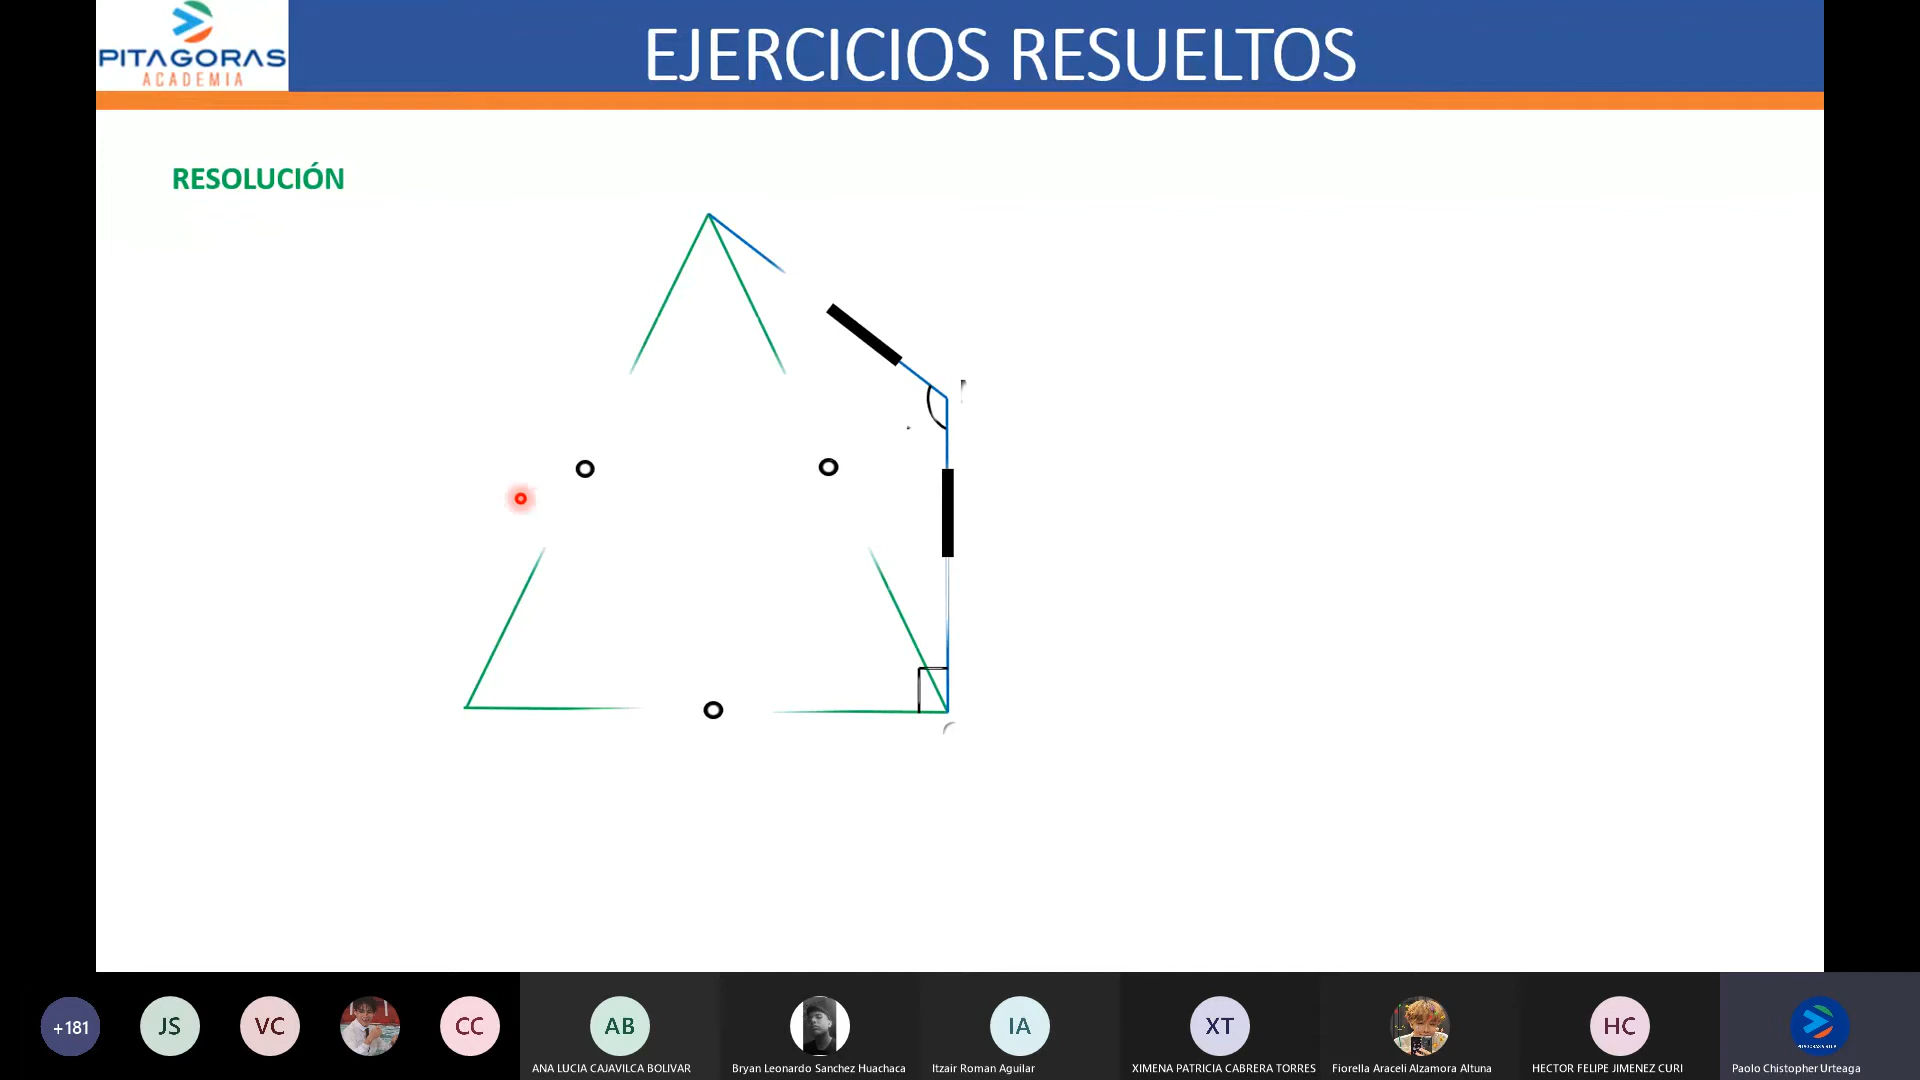 PITAGORAS
ACADEMIA
EJERCICIOS RESUELTOS
RESOLUCIÓN
+181
JS
VC
CC
AB
IA
XT
HC
ANA LUCIA CAJAVILCA BOLIVAR
Bryan Leonardo Sanchez Huachaca
Itzair Roman Aguilar
XIMENA PATRICIA CABRERA TORRES
Fiorella Araceli Alzamora Altuna
HECTOR FELIPE JIMENEZ CURI
Paolo Chistopher Urteaga